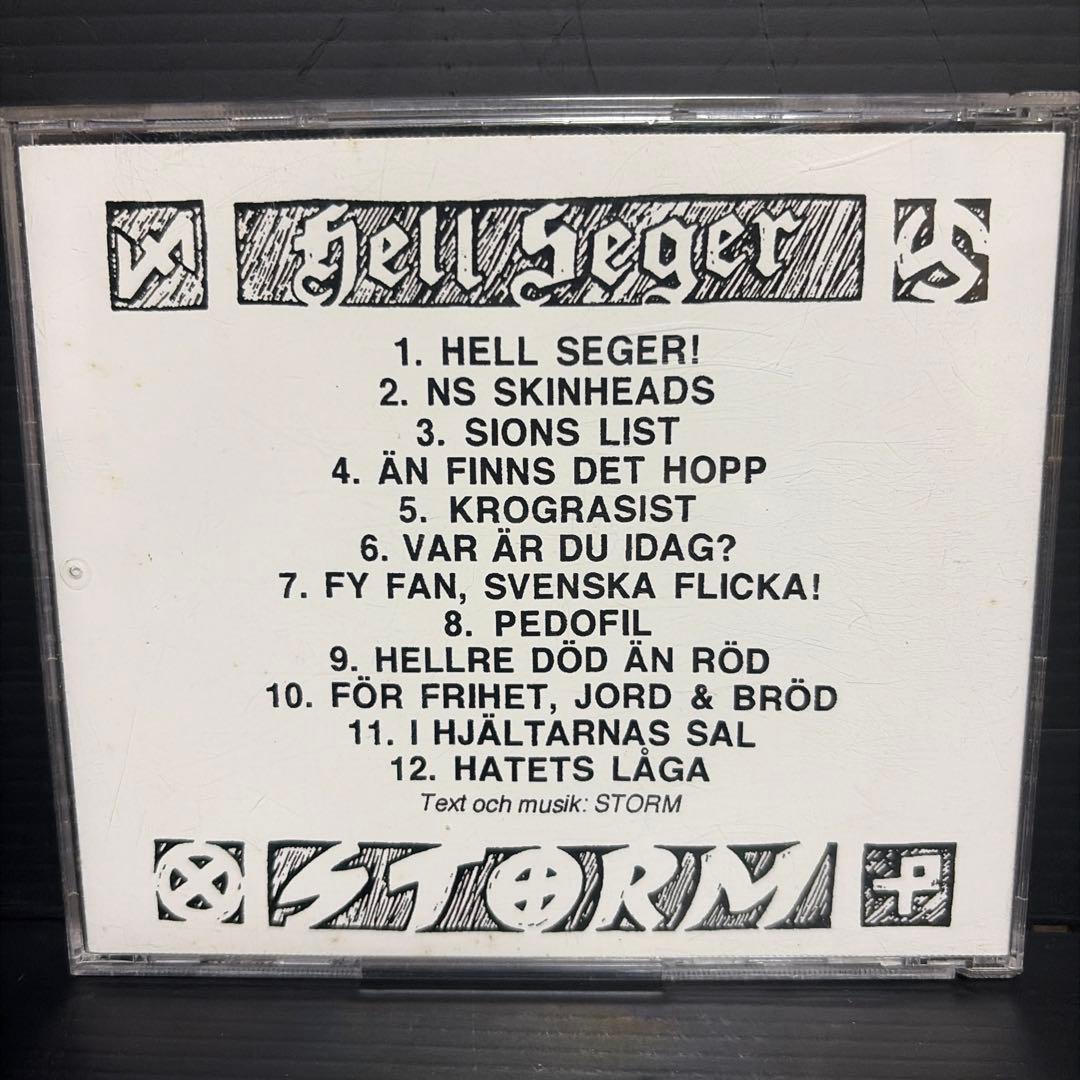 Hell Seger
1. HELL SEGER!
2. NS SKINHEADS
3. SIONS LIST
4. ÄN FINNS DET HOPP
5. KROGRASIST
6. VAR ÄR DU IDAG?
7. FY FAN, SVENSKA FLICKA!
8. PEDOFIL
9. HELLRE DÖD ÄN RÖD
10. FÖR FRIHET, JORD & BRÖD
11. I HJÄLTARNAS SAL
12. HATETS LÅGA
Text och musik: STORM
STORM